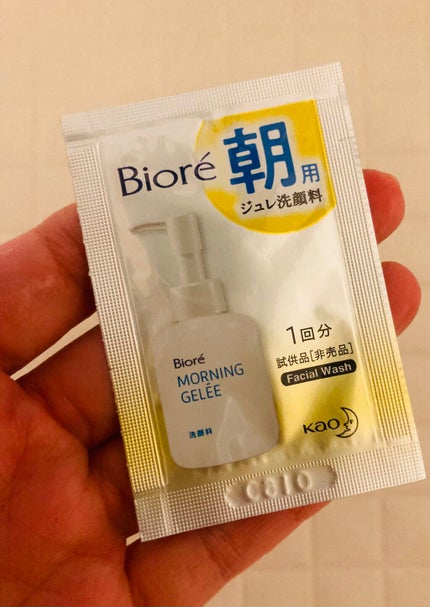 Bioré 朝用
ジュレ洗顔料
Bioré
MORNING
GELÉE
洗顔料
1回分
試供品[非売品]
Facial Wash
Kao